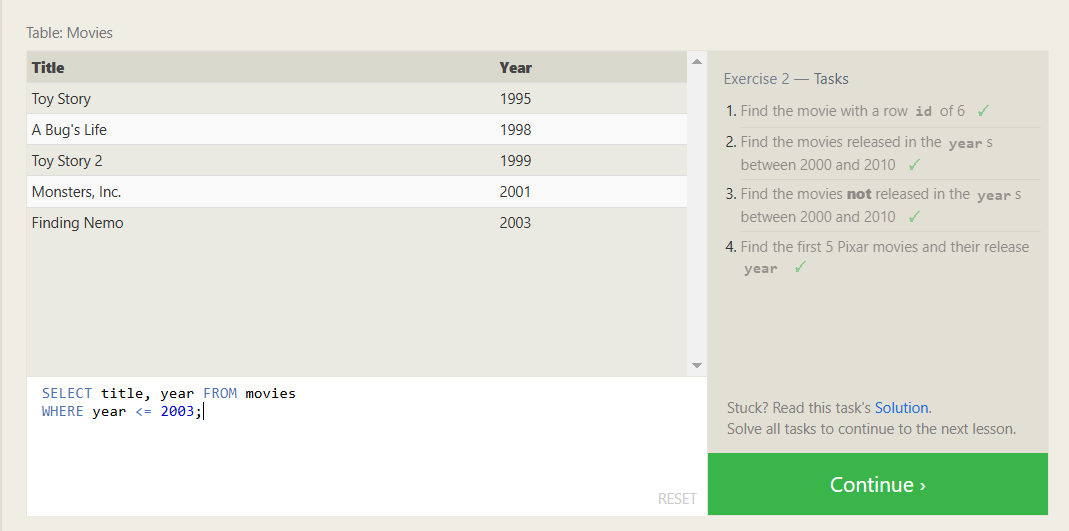 Table: Movies
Title Year
Toy Story 1995
A Bug's Life 1998
Toy Story 2 1999
Monsters, Inc. 2001
Finding Nemo 2003
SELECT title, year FROM movies
WHERE year <= 2003;
RESET
Exercise 2 — Tasks
1. Find the movie with a row id of 6 ✓
2. Find the movies released in the year s
between 2000 and 2010 ✓
3. Find the movies not released in the year s
between 2000 and 2010 ✓
4. Find the first 5 Pixar movies and their release
year ✓
Stuck? Read this task's Solution.
Solve all tasks to continue to the next lesson.
Continue ›